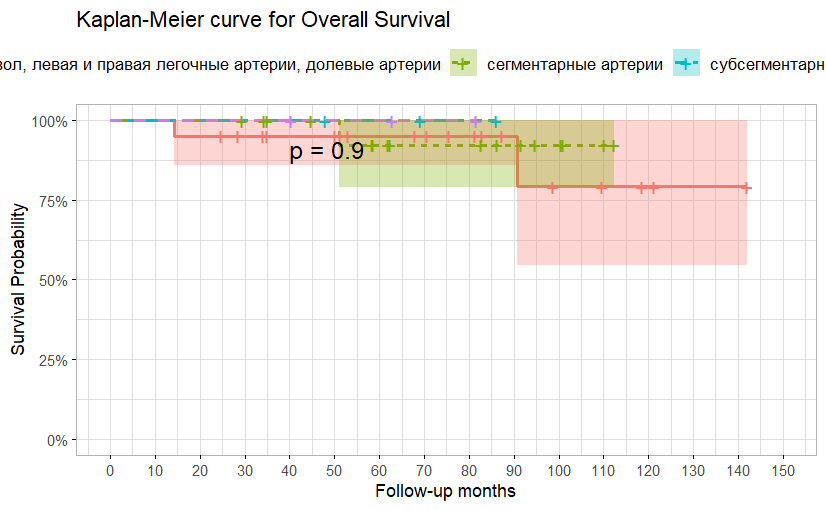 Kaplan-Meier curve for Overall Survival
левая и правая легочные артерии, долевые артерии сегментарные артерии
100%
p = 0.9
75%
50%
25%
0%
Survival Probability
0 10 20 30 40 50 60 70 80 90 100 110 120 130 140 150
Follow-up months